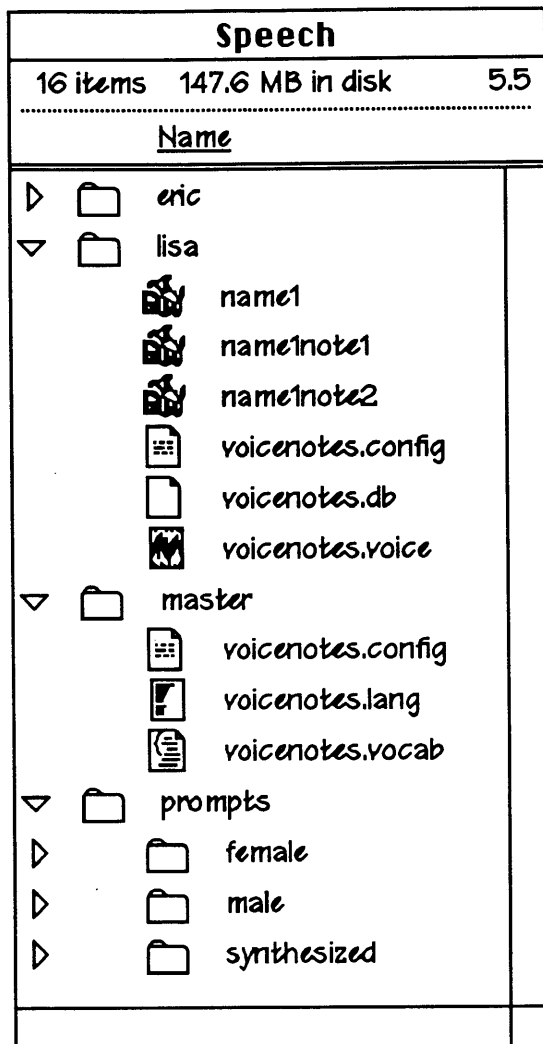 Speech
16 items 147.6 MB in disk 5.5
Name
eric
lisa
name1
name1note1
name1note2
voicenotes.config
voicenotes.db
voicenotes.voice
master
voicenotes.config
voicenotes.lang
voicenotes.vocab
prompts
female
male
synthesized